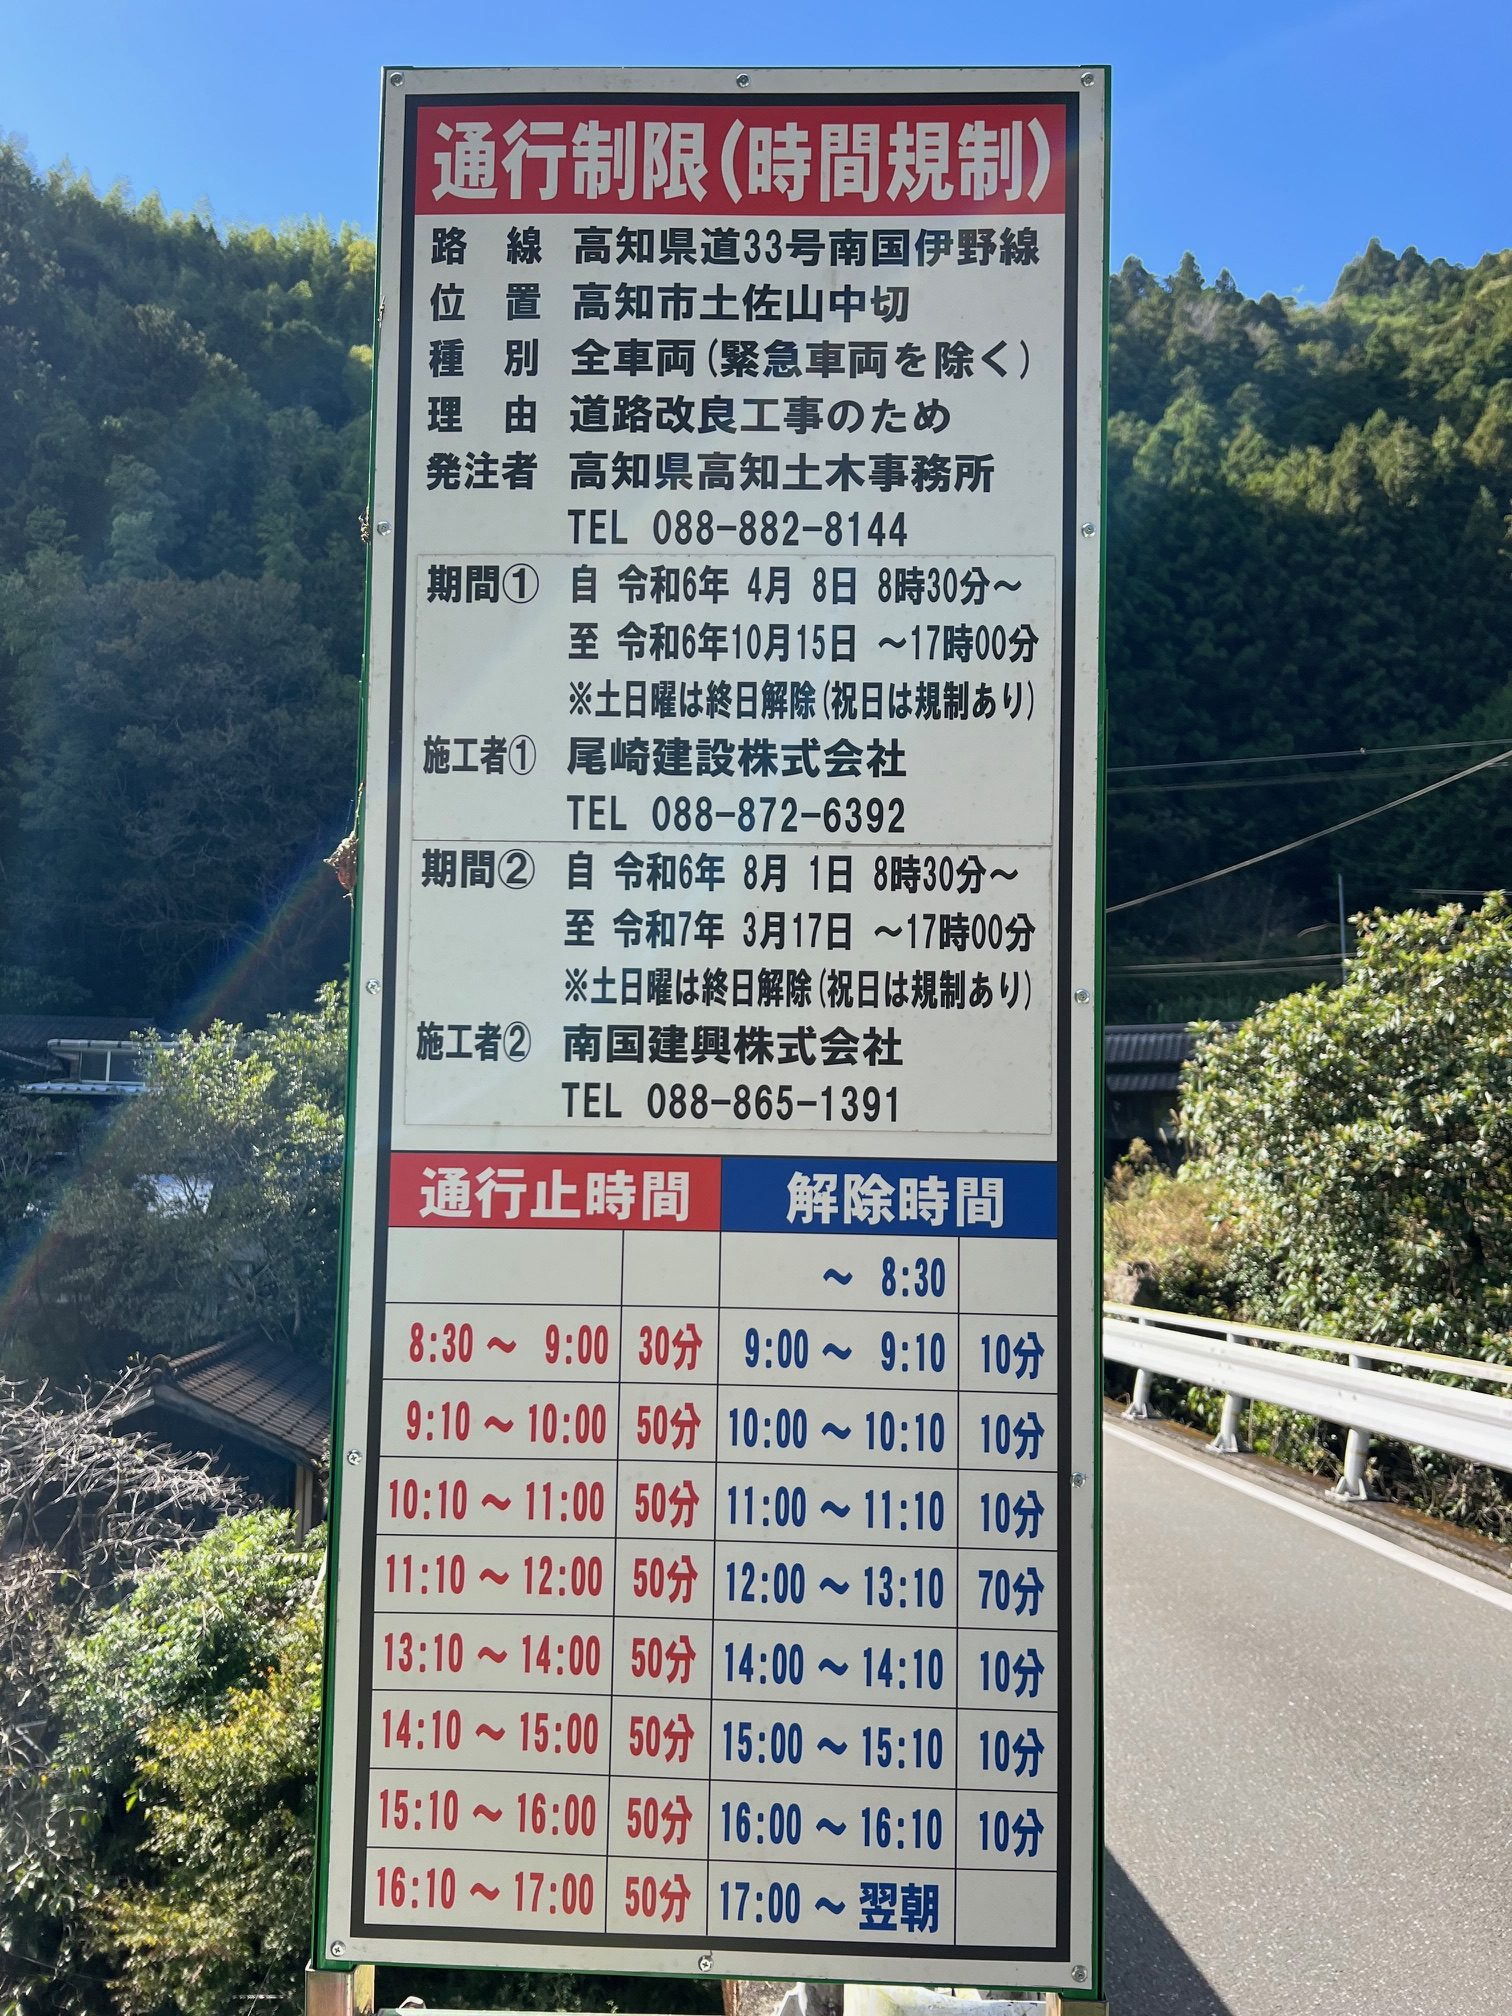 通行制限(時間規制)
路 線 高知県道33号南国伊野線
位 置 高知市土佐山中切
種 別 全車両(緊急車両を除く)
理 由 道路改良工事のため
発注者 高知県高知土木事務所
TEL 088-882-8144
期間① 自 令和6年 4月 8日 8時30分〜
至 令和6年10月15日 〜17時00分
※土日曜は終日解除(祝日は規制あり)
施工者① 尾崎建設株式会社
TEL 088-872-6392
期間② 自 令和6年 8月 1日 8時30分〜
至 令和7年 3月17日 〜17時00分
※土日曜は終日解除(祝日は規制あり)
施工者② 南国建興株式会社
TEL 088-865-1391
通行止時間 解除時間
〜 8:30
8:30 〜 9:00 30分 9:00 〜 9:10 10分
9:10 〜 10:00 50分 10:00 〜 10:10 10分
10:10 〜 11:00 50分 11:00 〜 11:10 10分
11:10 〜 12:00 50分 12:00 〜 13:10 70分
13:10 〜 14:00 50分 14:00 〜 14:10 10分
14:10 〜 15:00 50分 15:00 〜 15:10 10分
15:10 〜 16:00 50分 16:00 〜 16:10 10分
16:10 〜 17:00 50分 17:00 〜 翌朝